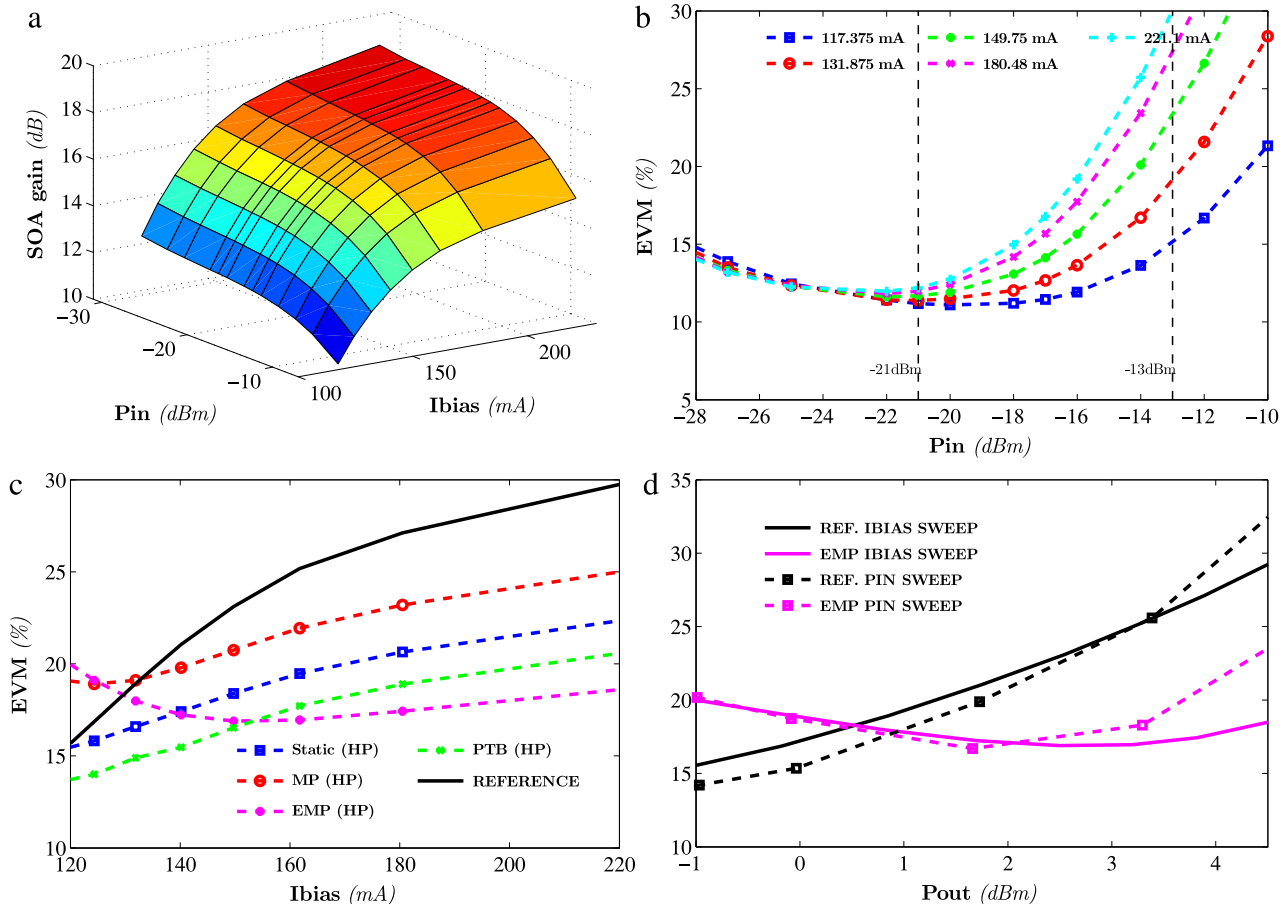 a
20
18
16
14
12
10
SOA gain (dB)
−30
−20
−10
Pin (dBm)
100
150
200
Ibias (mA)
b
30
25
20
15
10
5
EVM (%)
117.375 mA
149.75 mA
221.1 mA
131.875 mA
180.48 mA
-21dBm
-13dBm
−28 −26 −24 −22 −20 −18 −16 −14 −12 −10
Pin (dBm)
c
30
25
20
15
10
EVM (%)
Static (HP)
PTB (HP)
MP (HP)
REFERENCE
EMP (HP)
120 140 160 180 200 220
Ibias (mA)
d
35
30
25
20
15
10
REF. IBIAS SWEEP
EMP IBIAS SWEEP
REF. PIN SWEEP
EMP PIN SWEEP
−1 0 1 2 3 4
Pout (dBm)